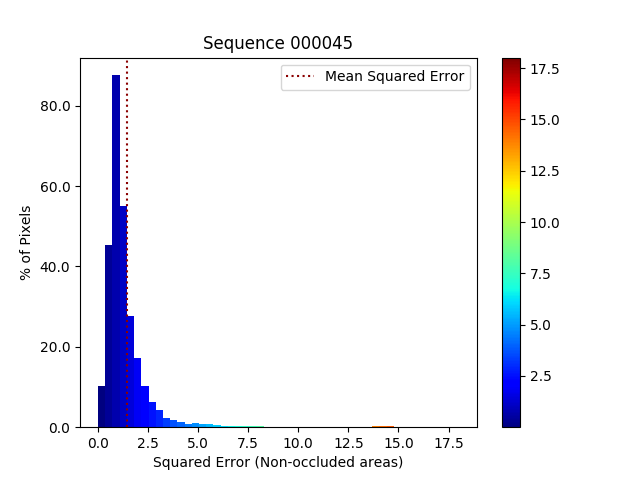 Sequence 000045
Mean Squared Error
% of Pixels
80.0
60.0
40.0
20.0
0.0
0.0 2.5 5.0 7.5 10.0 12.5 15.0 17.5
Squared Error (Non-occluded areas)
17.5
15.0
12.5
10.0
7.5
5.0
2.5